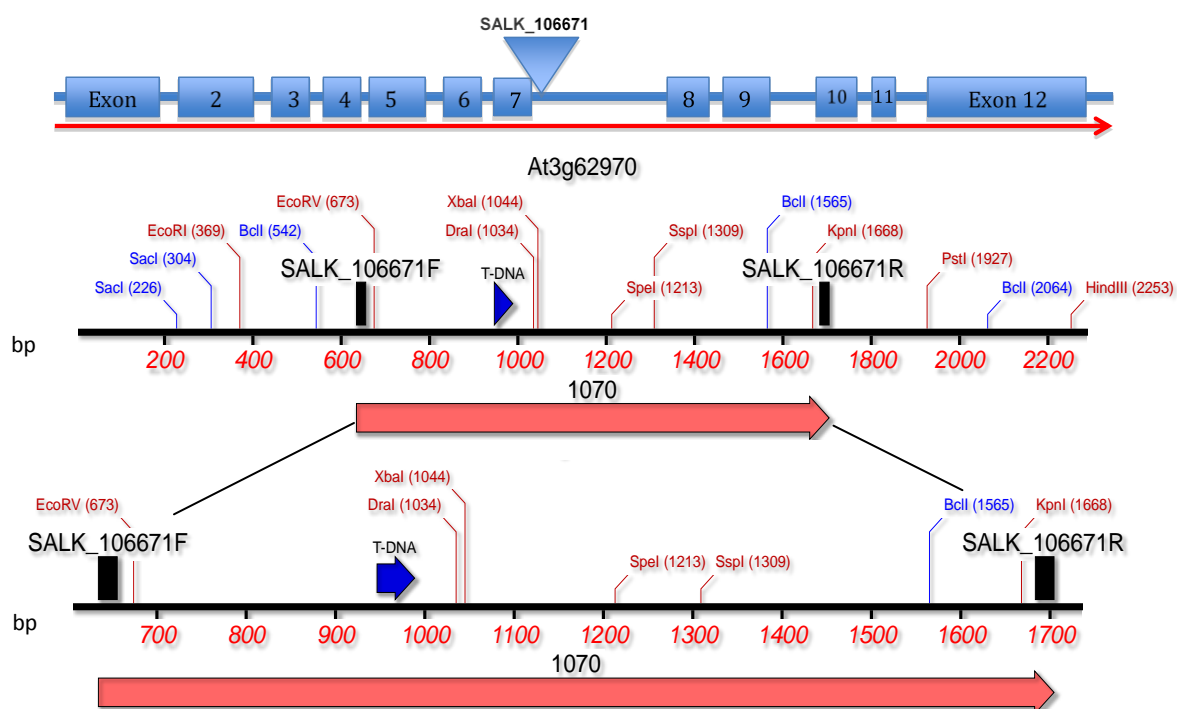 SALK_106671
Exon 2 3 4 5 6 7 8 9 10 11 Exon 12
At3g62970
EcoRV (673) XbaI (1044) BclI (1565)
EcoRI (369) BclI (542) DraI (1034) SspI (1309) KpnI (1668)
SacI (304) SALK_106671F T-DNA SALK_106671R PstI (1927)
SacI (226) SpeI (1213) BclI (2064) HindIII (2253)
bp
200 400 600 800 1000 1200 1400 1600 1800 2000 2200
1070
XbaI (1044)
EcoRV (673) DraI (1034) BclI (1565) KpnI (1668)
SALK_106671F T-DNA SALK_106671R
SpeI (1213) SspI (1309)
bp
700 800 900 1000 1100 1200 1300 1400 1500 1600 1700
1070